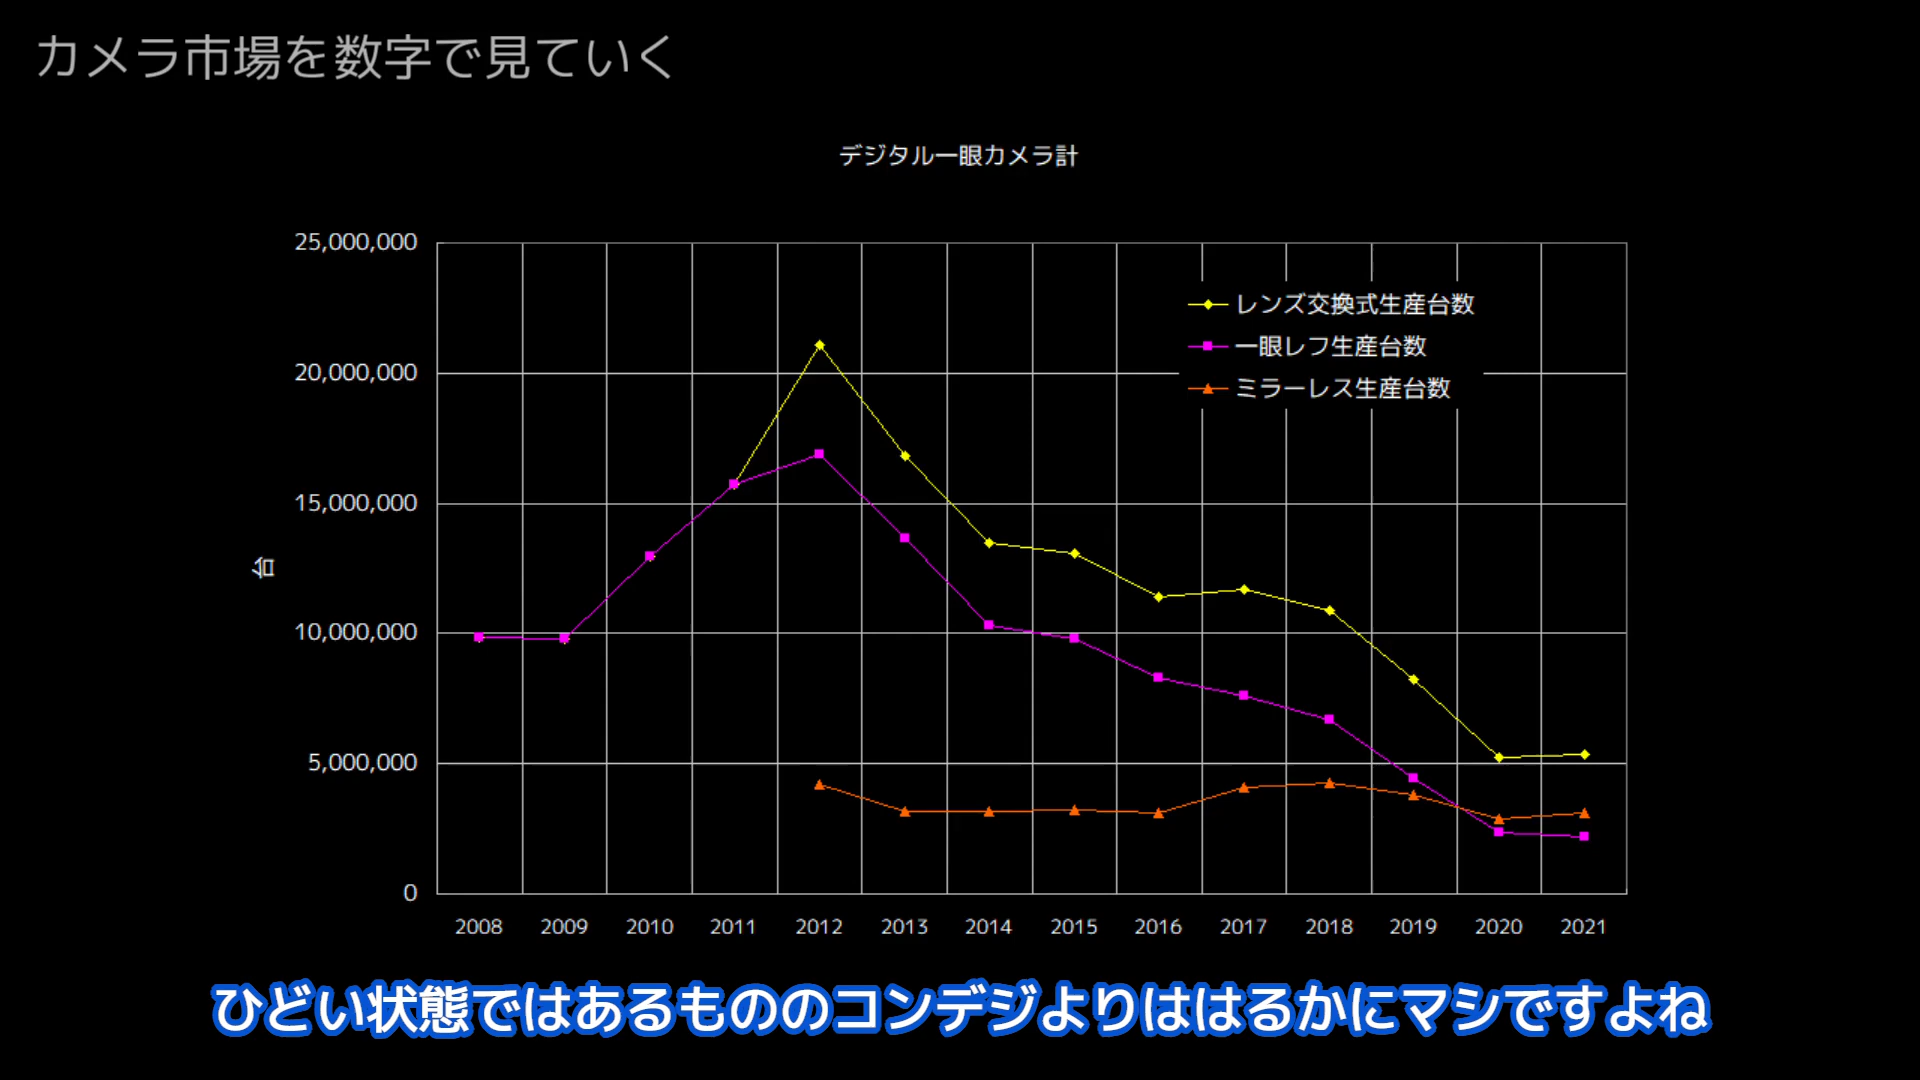 カメラ市場を数字で見ていく
デジタル一眼カメラ計
25,000,000
20,000,000
15,000,000
10,000,000
5,000,000
0
台
レンズ交換式生産台数
一眼レフ生産台数
ミラーレス生産台数
2008 2009 2010 2011 2012 2013 2014 2015 2016 2017 2018 2019 2020 2021
ひどい状態ではあるもののコンデジよりははるかにマシですよね